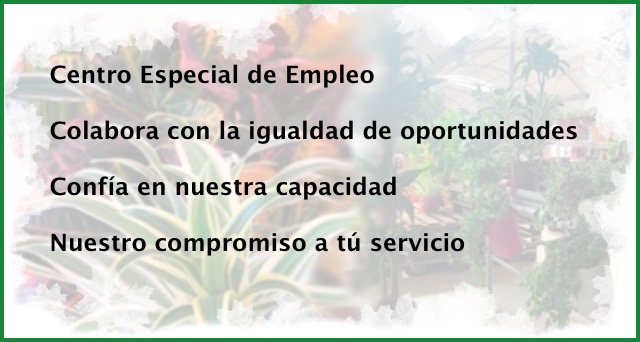 Centro Especial de Empleo
Colabora con la igualdad de oportunidades
Confía en nuestra capacidad
Nuestro compromiso a tú servicio